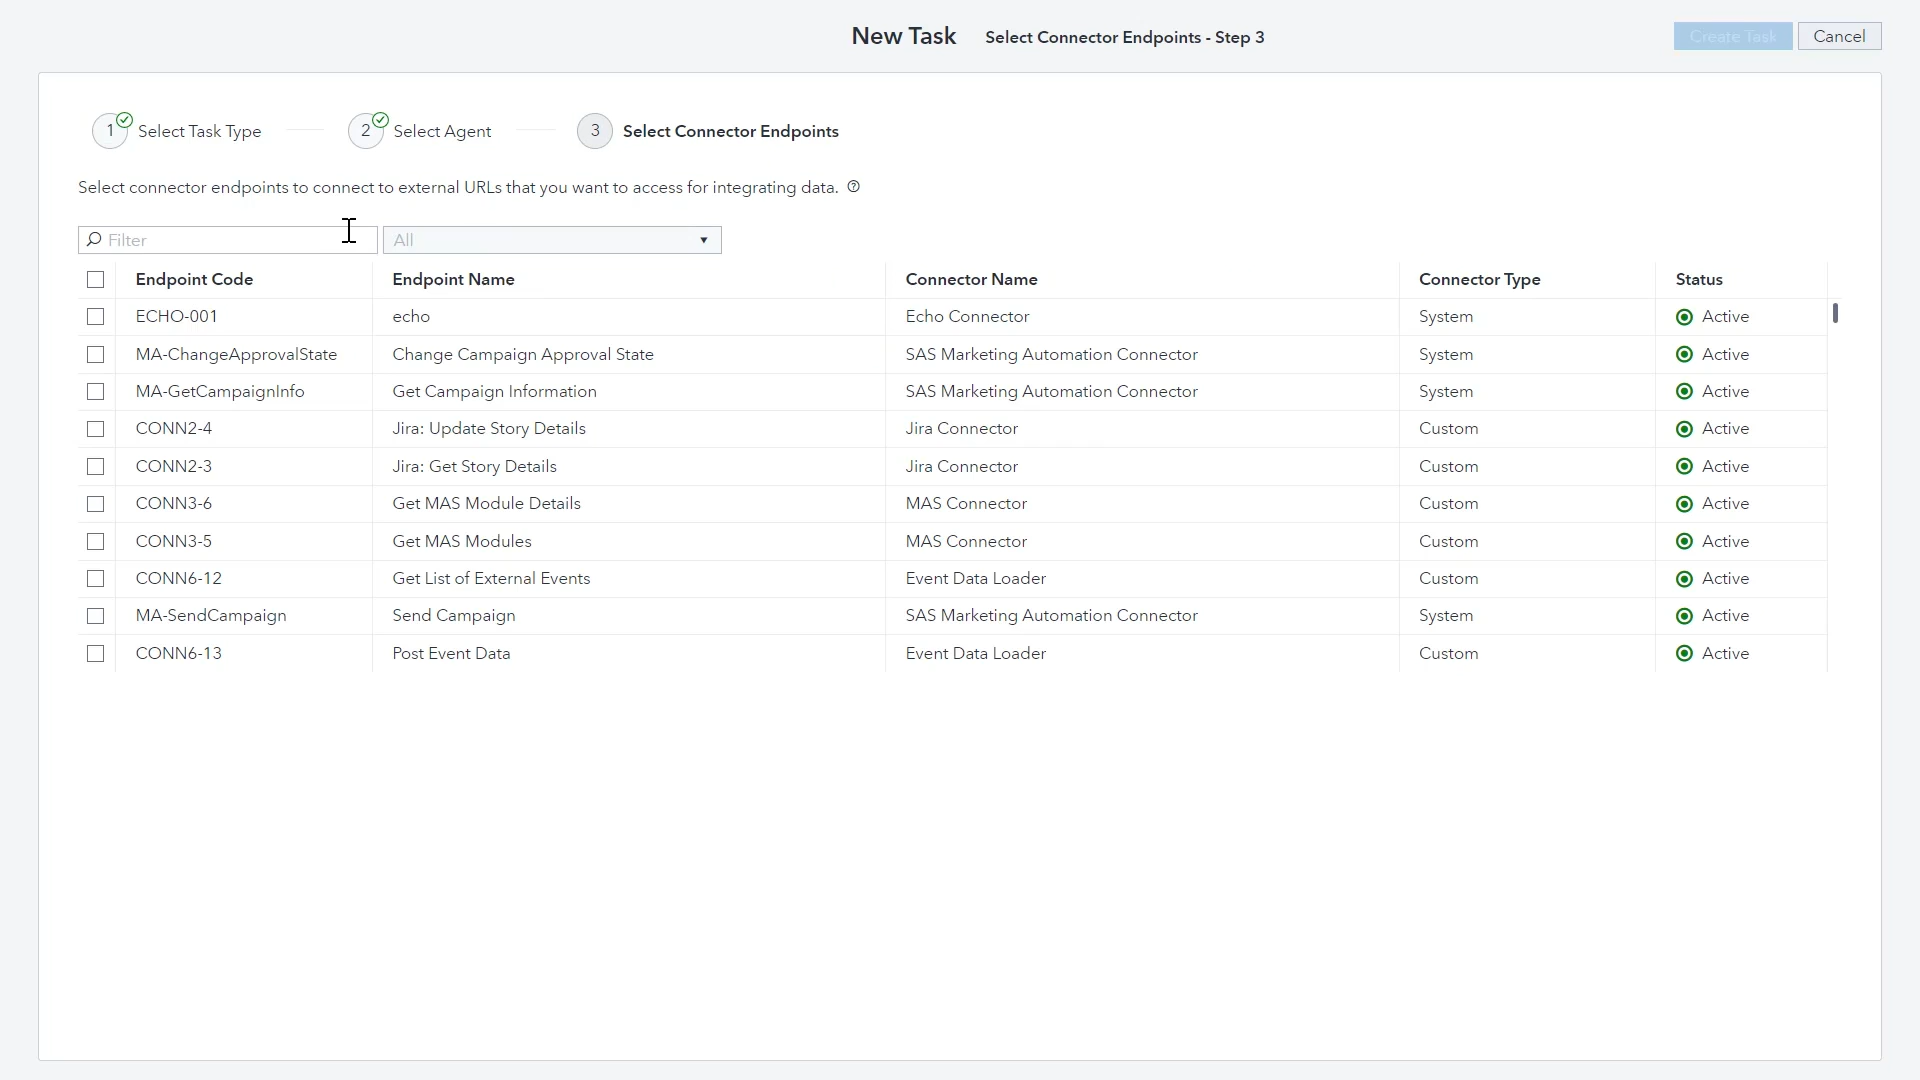 New Task Select Connector Endpoints - Step 3
Create Task Cancel
1 Select Task Type 2 Select Agent 3 Select Connector Endpoints
Select connector endpoints to connect to external URLs that you want to access for integrating data.
Filter All
Endpoint Code Endpoint Name Connector Name Connector Type Status
ECHO-001 echo Echo Connector System Active
MA-ChangeApprovalState Change Campaign Approval State SAS Marketing Automation Connector System Active
MA-GetCampaignInfo Get Campaign Information SAS Marketing Automation Connector System Active
CONN2-4 Jira: Update Story Details Jira Connector Custom Active
CONN2-3 Jira: Get Story Details Jira Connector Custom Active
CONN3-6 Get MAS Module Details MAS Connector Custom Active
CONN3-5 Get MAS Modules MAS Connector Custom Active
CONN6-12 Get List of External Events Event Data Loader Custom Active
MA-SendCampaign Send Campaign SAS Marketing Automation Connector System Active
CONN6-13 Post Event Data Event Data Loader Custom Active